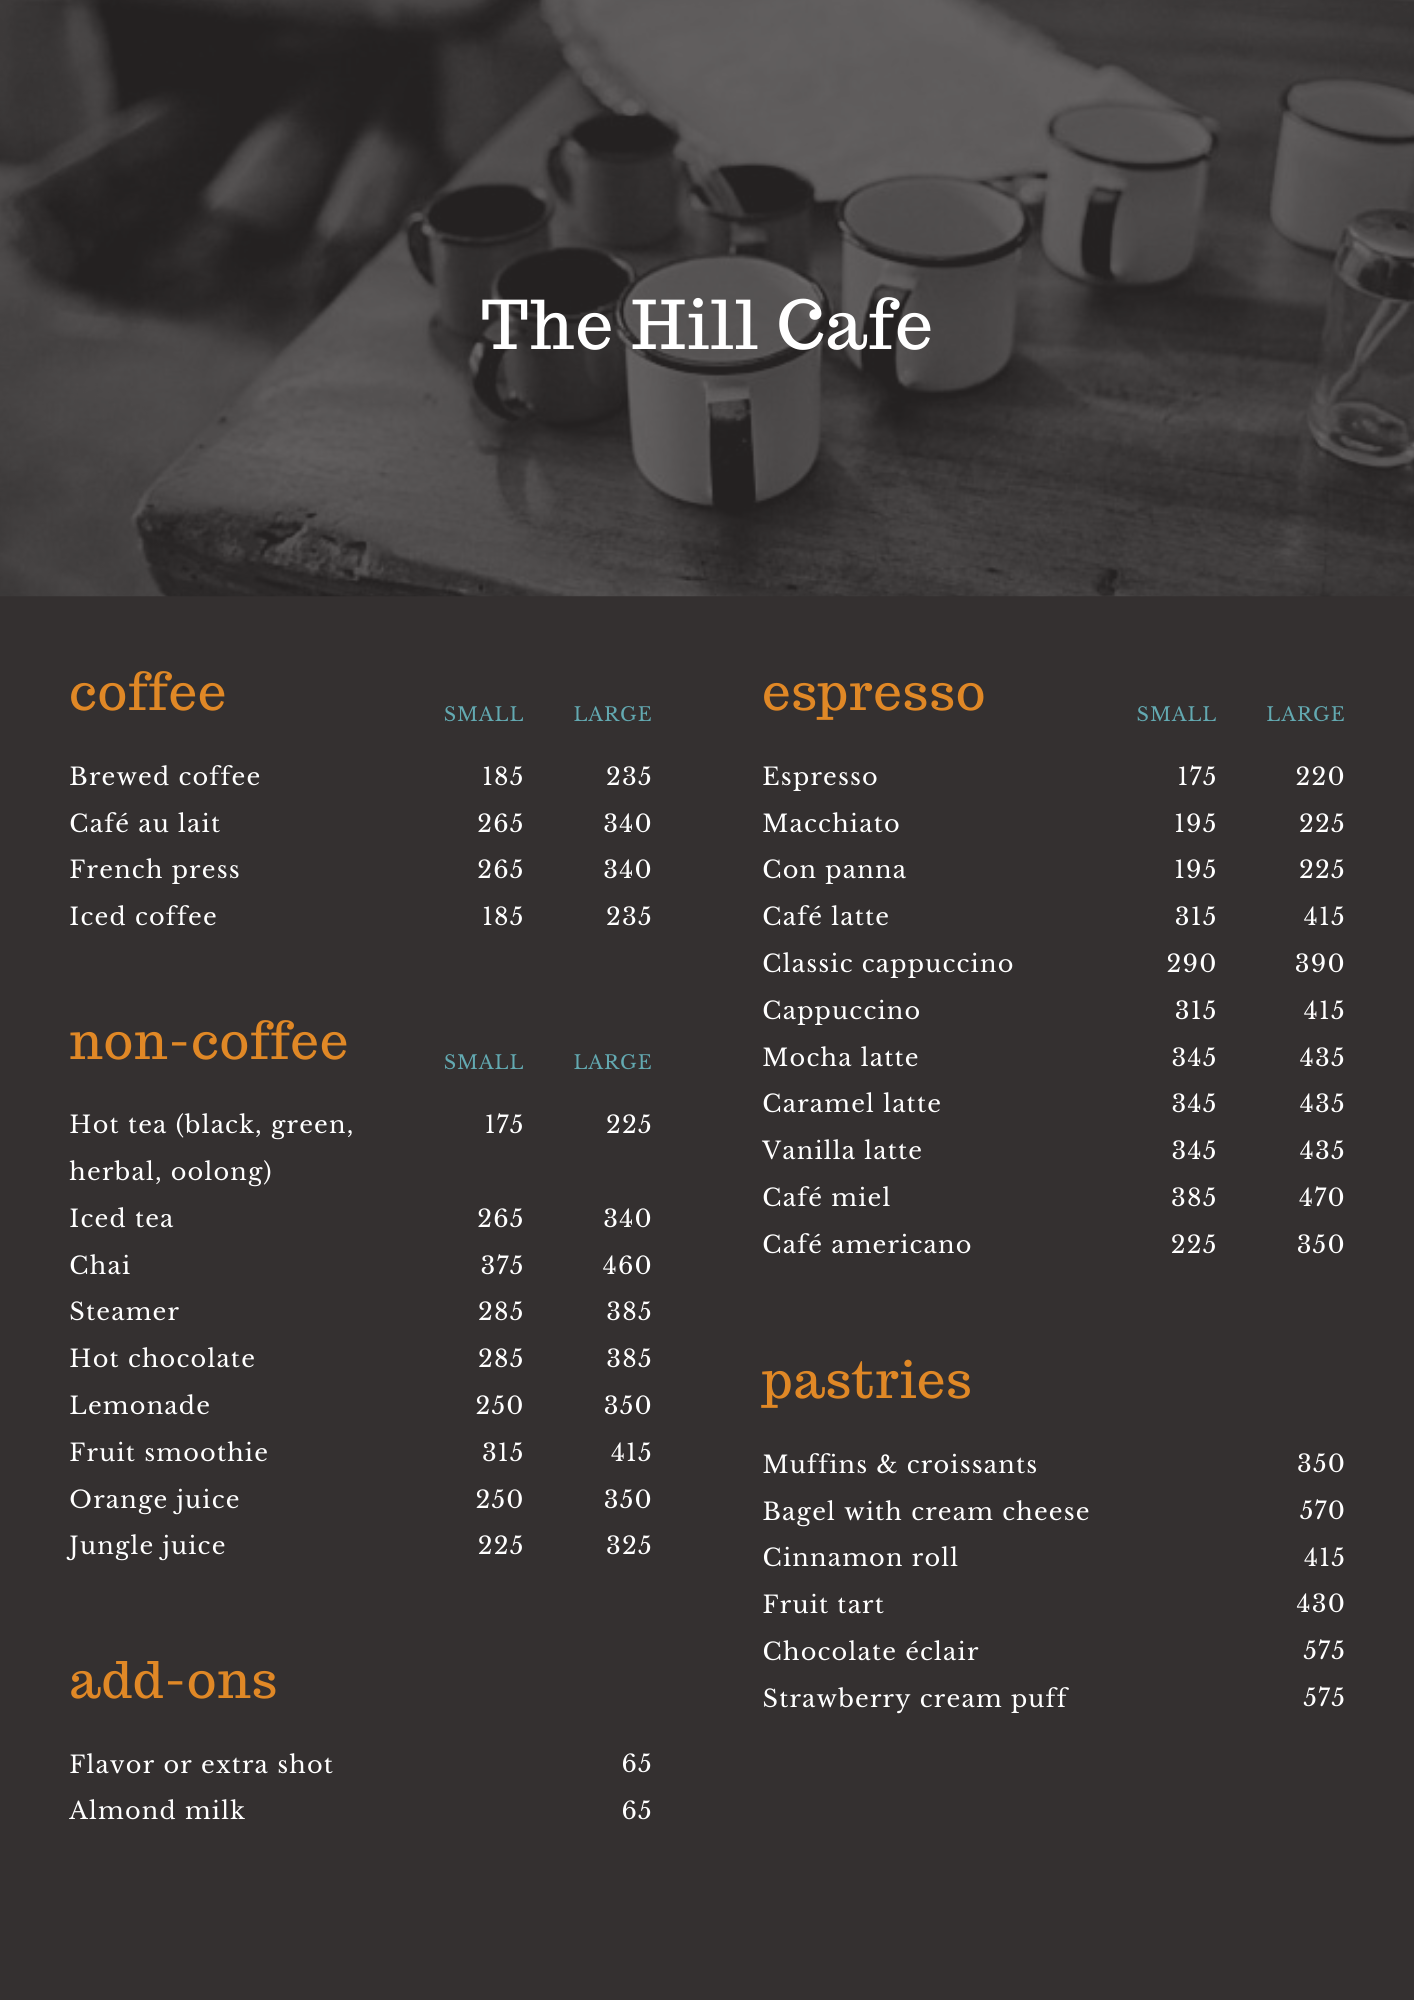 The Hill Cafe
coffee SMALL LARGE
Brewed coffee 185 235
Café au lait 265 340
French press 265 340
Iced coffee 185 235
non-coffee SMALL LARGE
Hot tea (black, green, 175 225
herbal, oolong)
Iced tea 265 340
Chai 375 460
Steamer 285 385
Hot chocolate 285 385
Lemonade 250 350
Fruit smoothie 315 415
Orange juice 250 350
Jungle juice 225 325
add-ons
Flavor or extra shot 65
Almond milk 65
espresso SMALL LARGE
Espresso 175 220
Macchiato 195 225
Con panna 195 225
Café latte 315 415
Classic cappuccino 290 390
Cappuccino 315 415
Mocha latte 345 435
Caramel latte 345 435
Vanilla latte 345 435
Café miel 385 470
Café americano 225 350
pastries
Muffins & croissants 350
Bagel with cream cheese 570
Cinnamon roll 415
Fruit tart 430
Chocolate éclair 575
Strawberry cream puff 575